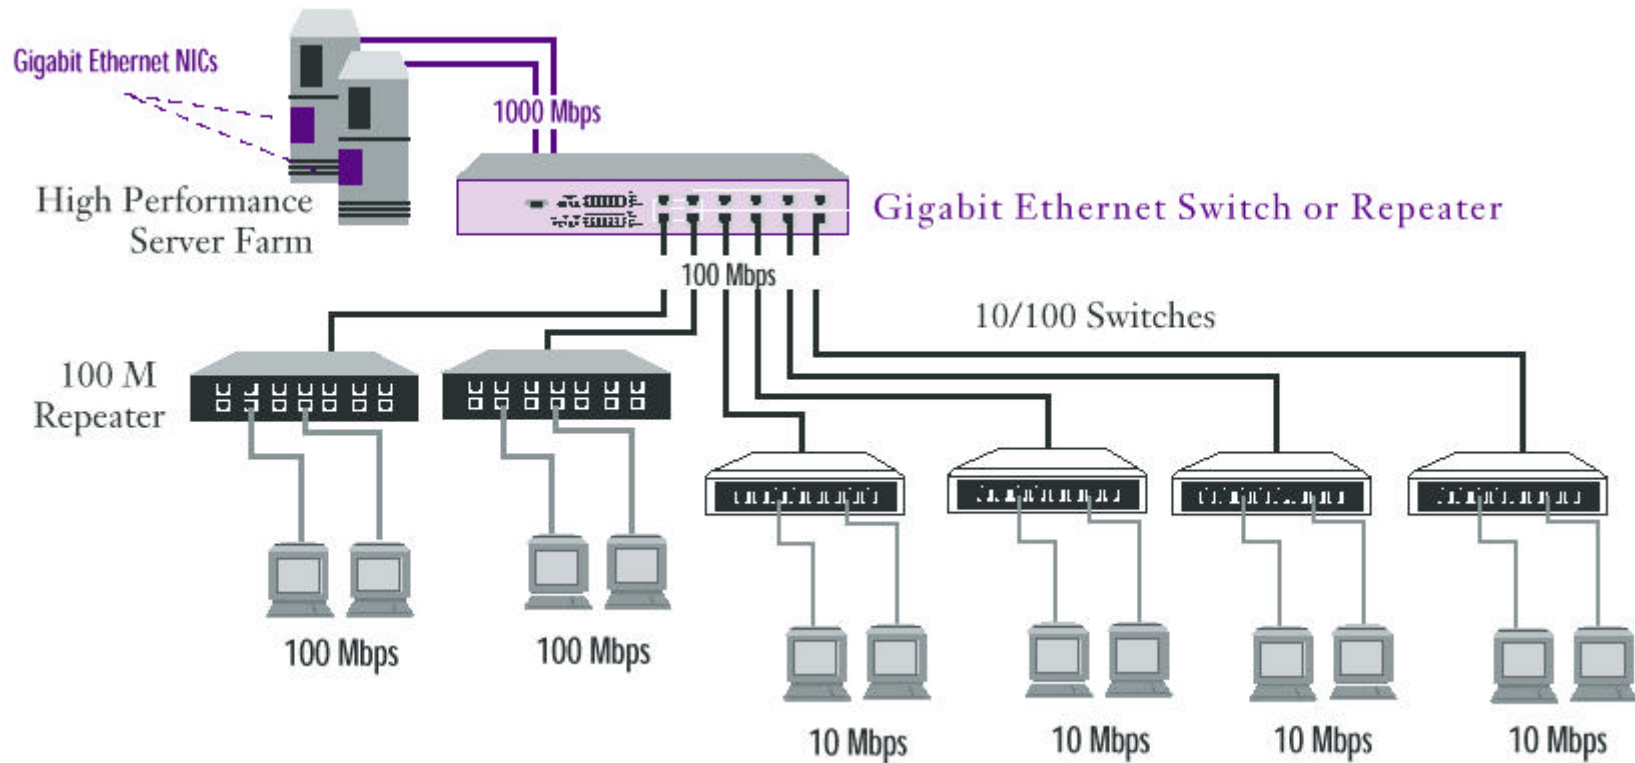 Gigabit Ethernet NICs
1000 Mbps
High Performance
Server Farm
Gigabit Ethernet Switch or Repeater
100 Mbps
10/100 Switches
100 M
Repeater
100 Mbps
100 Mbps
10 Mbps
10 Mbps
10 Mbps
10 Mbps